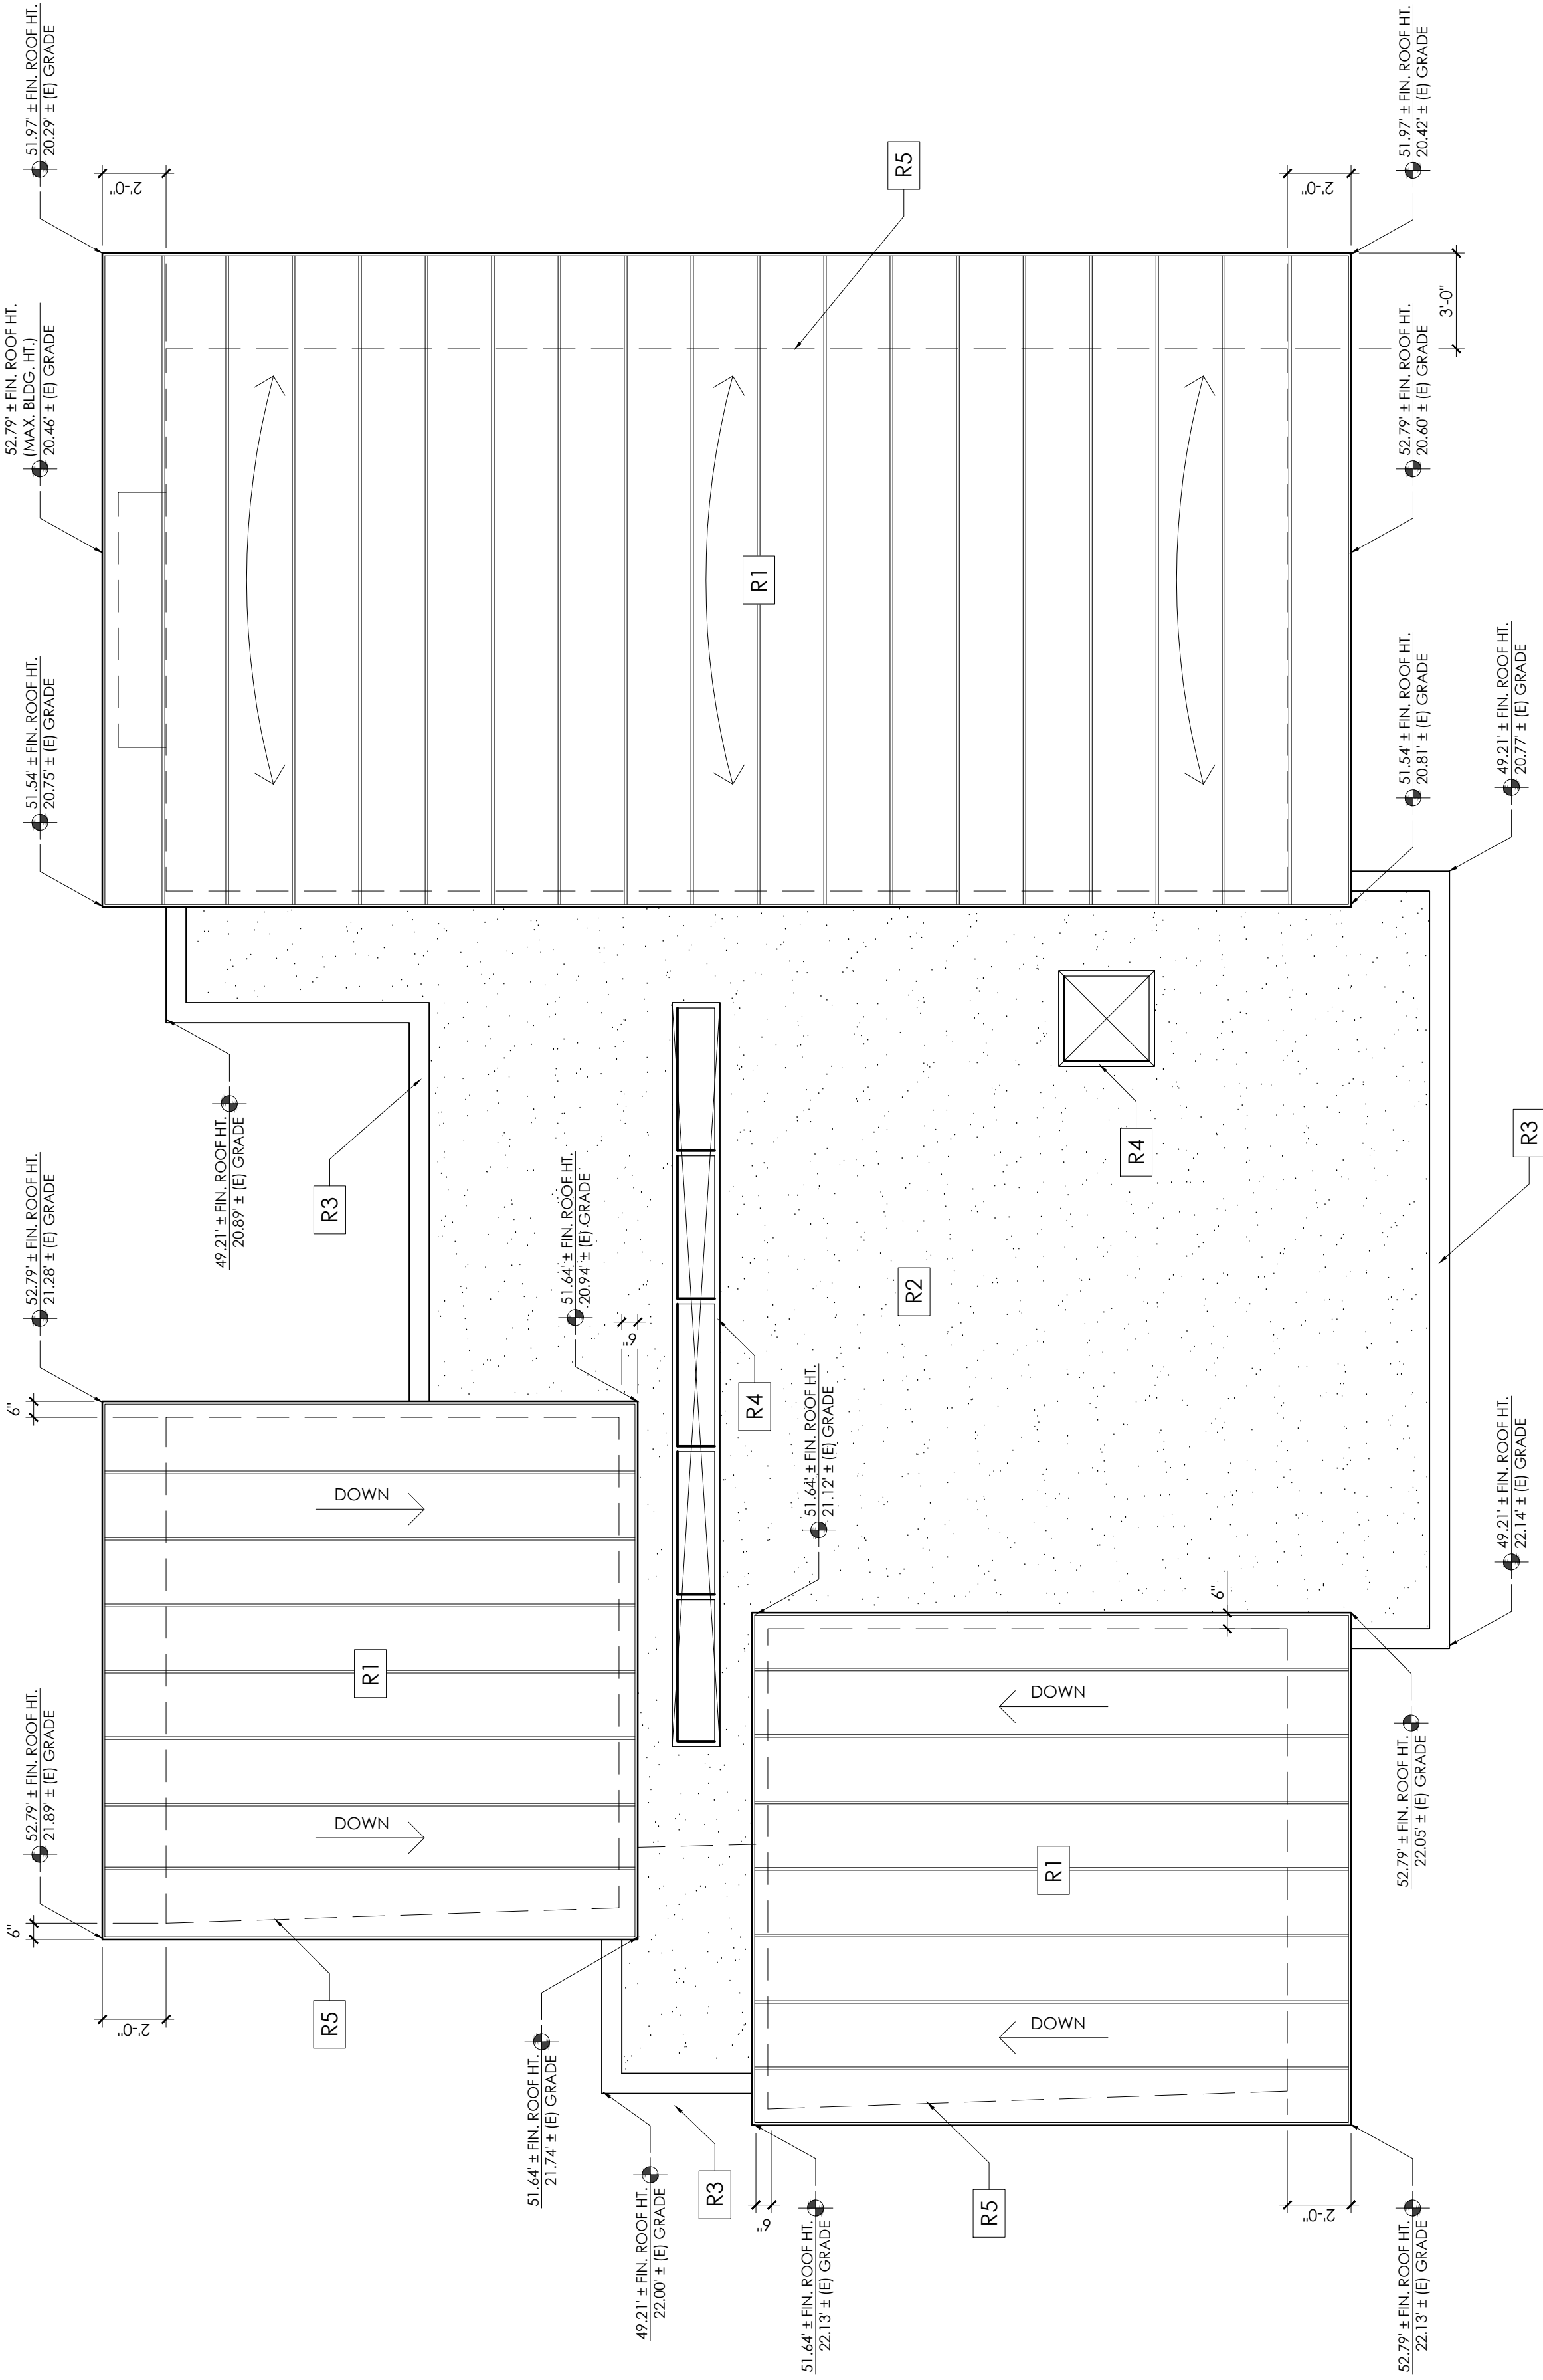 51.97' ± FIN. ROOF HT.
20.29' ± (E) GRADE
2'-0"
52.79' ± FIN. ROOF HT.
(MAX. BLDG. HT.)
20.46' ± (E) GRADE
51.54' ± FIN. ROOF HT.
20.75' ± (E) GRADE
R5
R1
51.97' ± FIN. ROOF HT.
20.42' ± (E) GRADE
2'-0"
3'-0"
52.79' ± FIN. ROOF HT.
20.60' ± (E) GRADE
51.54' ± FIN. ROOF HT.
20.81' ± (E) GRADE
49.21' ± FIN. ROOF HT.
20.77' ± (E) GRADE
49.21' ± FIN. ROOF HT.
20.89' ± (E) GRADE
R3
52.79' ± FIN. ROOF HT.
21.28' ± (E) GRADE
51.64' ± FIN. ROOF HT.
20.94' ± (E) GRADE
6"
R4
R4
R2
R3
6"
DOWN
R1
DOWN
52.79' ± FIN. ROOF HT.
21.89' ± (E) GRADE
6"
2'-0"
R5
51.64' ± FIN. ROOF HT.
21.12' ± (E) GRADE
6"
49.21' ± FIN. ROOF HT.
22.14' ± (E) GRADE
DOWN
R1
DOWN
52.79' ± FIN. ROOF HT.
22.05' ± (E) GRADE
51.64' ± FIN. ROOF HT.
21.74' ± (E) GRADE
49.21' ± FIN. ROOF HT.
22.00' ± (E) GRADE
R3
6"
51.64' ± FIN. ROOF HT.
22.13' ± (E) GRADE
R5
2'-0"
52.79' ± FIN. ROOF HT.
22.13' ± (E) GRADE